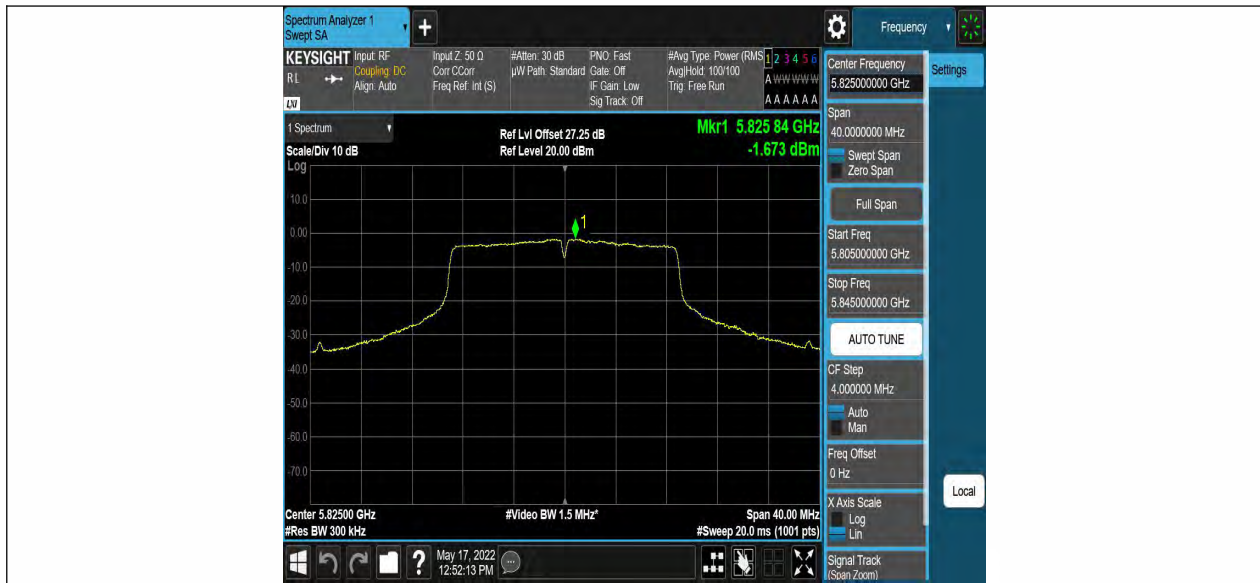 Spectrum Analyzer 1
Swept SA
+
Frequency
KEYSIGHT
Input: RF
Input Z: 50 Ω
#Atten: 30 dB
PNO: Fast
#Avg Type: Power (RMS
1 2 3 4 5 6
RL
Coupling: DC
Corr CCorr
µW Path: Standard
Gate: Off
Avg|Hold: 100/100
A W W W W W
Align: Auto
Freq Ref: Int (S)
IF Gain: Low
Trig: Free Run
LXI
Sig Track: Off
A A A A A A
1 Spectrum
Ref Lvl Offset 27.25 dB
Mkr1 5.825 84 GHz
Scale/Div 10 dB
Ref Level 20.00 dBm
-1.673 dBm
Log
10.0
0.00
-10.0
-20.0
-30.0
-40.0
-50.0
-60.0
-70.0
1
Center 5.82500 GHz
#Video BW 1.5 MHz*
Span 40.00 MHz
#Res BW 300 kHz
#Sweep 20.0 ms (1001 pts)
?
May 17, 2022
12:52:13 PM
Center Frequency
5.825000000 GHz
Settings
Span
40.0000000 MHz
Swept Span
Zero Span
Full Span
Start Freq
5.805000000 GHz
Stop Freq
5.845000000 GHz
AUTO TUNE
CF Step
4.000000 MHz
Auto
Man
Freq Offset
0 Hz
Local
X Axis Scale
Log
Lin
Signal Track
(Span Zoom)